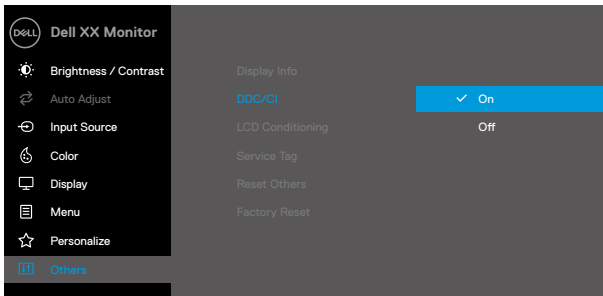 DELL
Dell XX Monitor
Brightness / Contrast
Auto Adjust
Input Source
Color
Display
Menu
Personalize
Others
Display Info
DDC/CI
LCD Conditioning
Service Tag
Reset Others
Factory Reset
On
Off